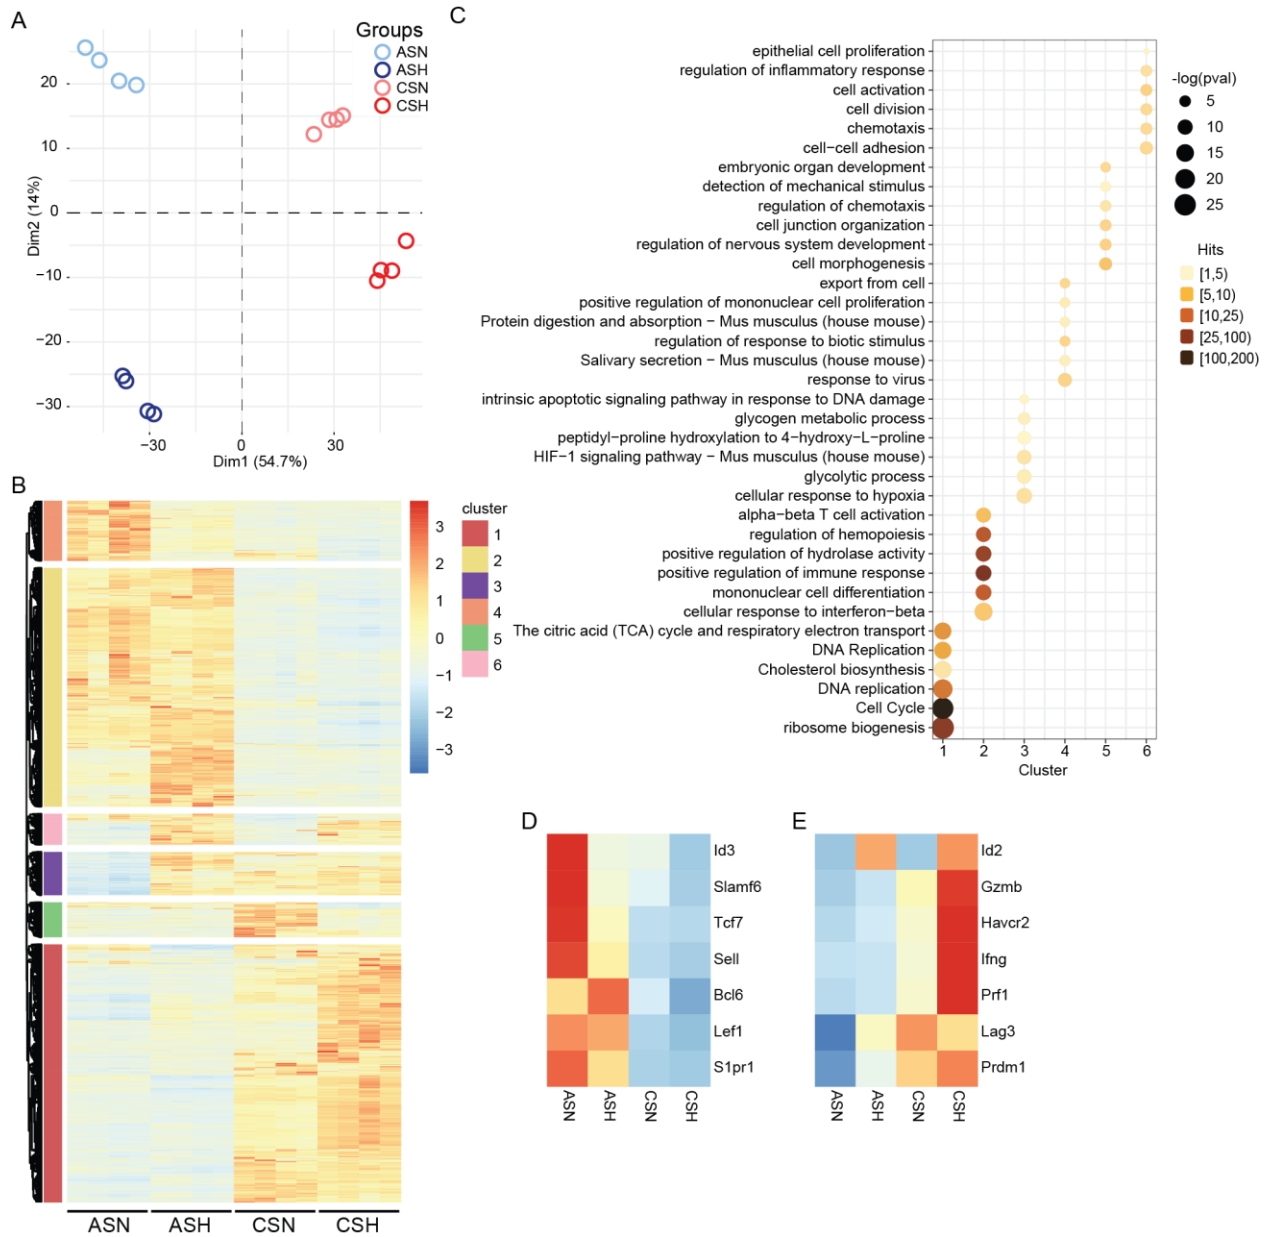 A
Groups
ASN
ASH
CSN
CSH
20
10
0
−10
−20
−30
Dim2 (14%)
−30
0
30
Dim1 (54.7%)
B
3
2
1
0
−1
−2
−3
cluster
1
2
3
4
5
6
ASN
ASH
CSN
CSH
C
epithelial cell proliferation
regulation of inflammatory response
cell activation
cell division
chemotaxis
cell−cell adhesion
embryonic organ development
detection of mechanical stimulus
regulation of chemotaxis
cell junction organization
regulation of nervous system development
cell morphogenesis
export from cell
positive regulation of mononuclear cell proliferation
Protein digestion and absorption − Mus musculus (house mouse)
regulation of response to biotic stimulus
Salivary secretion − Mus musculus (house mouse)
response to virus
intrinsic apoptotic signaling pathway in response to DNA damage
glycogen metabolic process
peptidyl−proline hydroxylation to 4−hydroxy−L−proline
HIF−1 signaling pathway − Mus musculus (house mouse)
glycolytic process
cellular response to hypoxia
alpha−beta T cell activation
regulation of hemopoiesis
positive regulation of hydrolase activity
positive regulation of immune response
mononuclear cell differentiation
cellular response to interferon−beta
The citric acid (TCA) cycle and respiratory electron transport
DNA Replication
Cholesterol biosynthesis
DNA replication
Cell Cycle
ribosome biogenesis
1
2
3
4
5
6
Cluster
-log(pval)
5
10
15
20
25
Hits
[1,5)
[5,10)
[10,25)
[25,100)
[100,200)
D
Id3
Slamf6
Tcf7
Sell
Bcl6
Lef1
S1pr1
ASN
ASH
CSN
CSH
E
Id2
Gzmb
Havcr2
Ifng
Prf1
Lag3
Prdm1
ASN
ASH
CSN
CSH